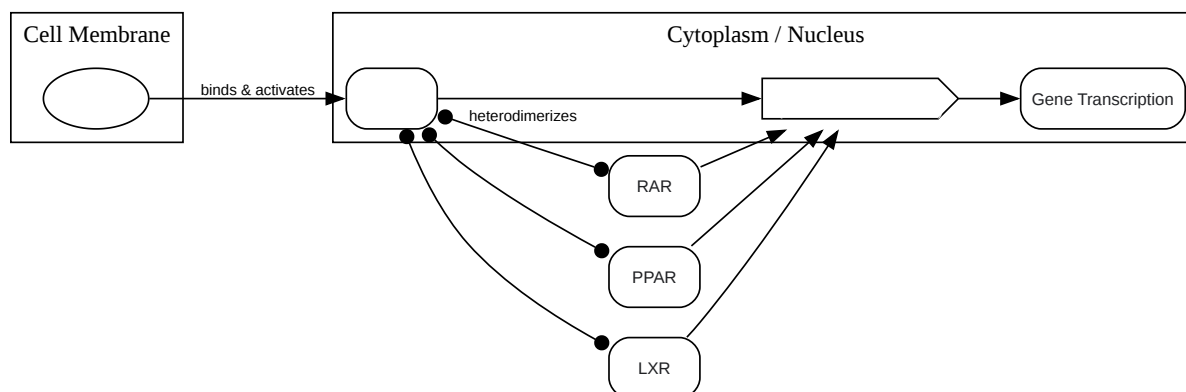 Cell Membrane
Cytoplasm / Nucleus
binds & activates
Gene Transcription
heterodimerizes
RAR
PPAR
LXR